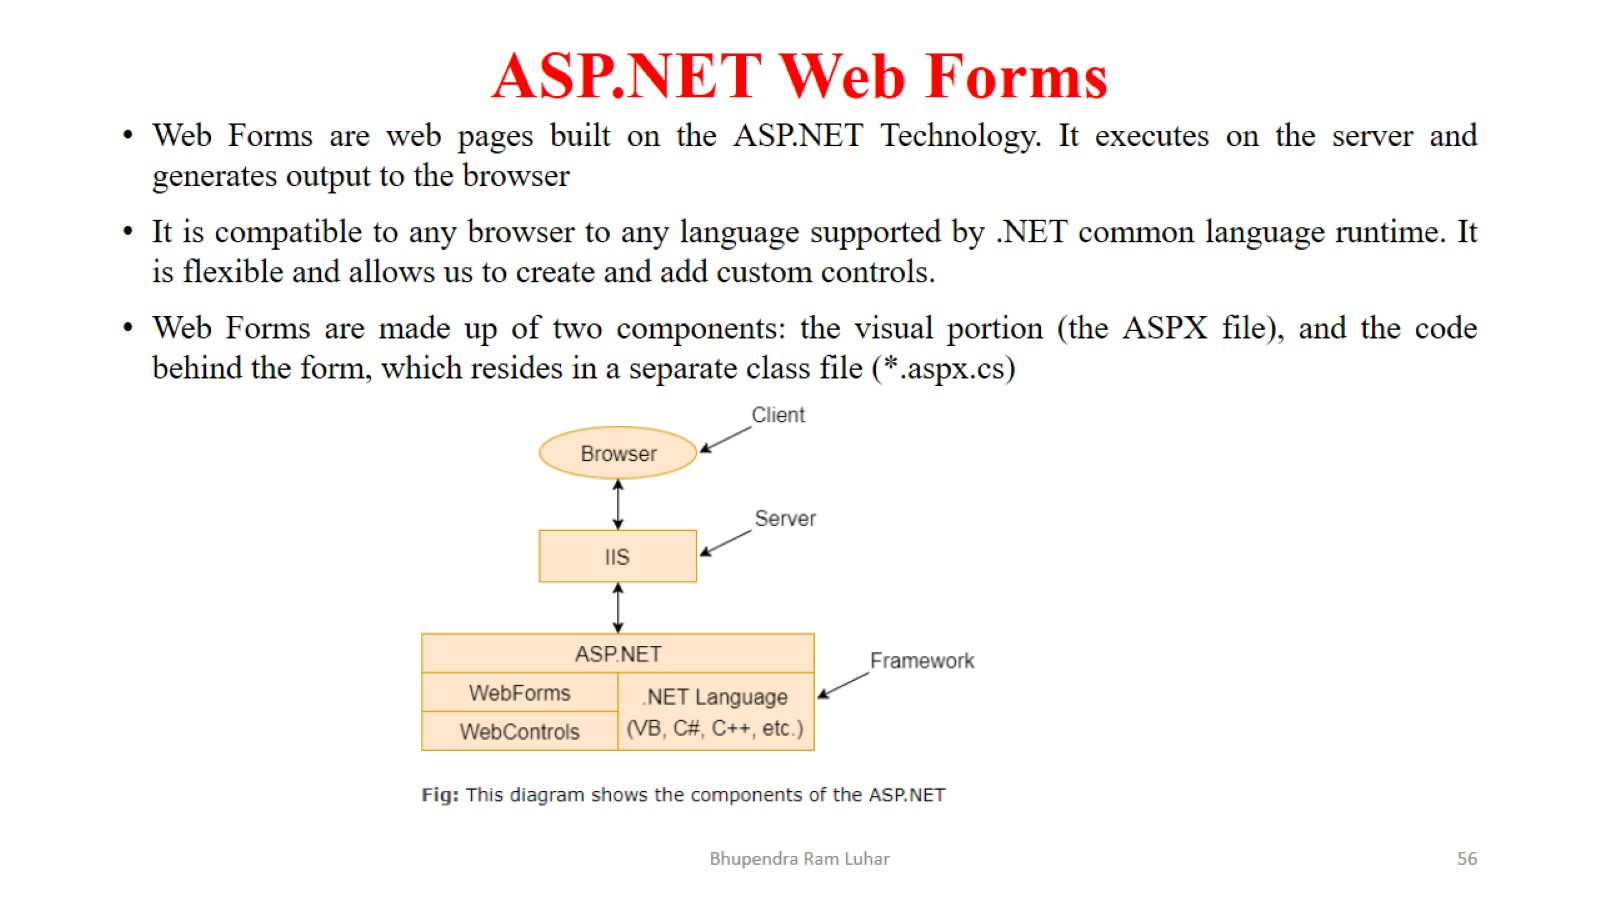 ASP.NET Web Forms
• Web Forms are web pages built on the ASP.NET Technology. It executes on the server and
generates output to the browser
• It is compatible to any browser to any language supported by .NET common language runtime. It
is flexible and allows us to create and add custom controls.
• Web Forms are made up of two components: the visual portion (the ASPX file), and the code
behind the form, which resides in a separate class file (*.aspx.cs)
Client
Browser
Server
IIS
ASP.NET
Framework
WebForms
.NET Language
WebControls
(VB, C#, C++, etc.)
Fig: This diagram shows the components of the ASP.NET
Bhupendra Ram Luhar
56